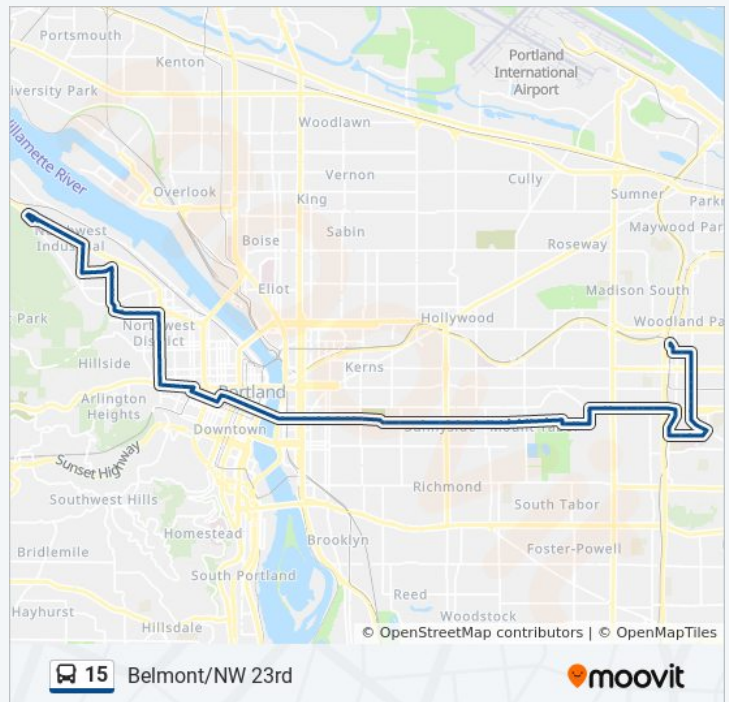 Portsmouth
Kenton
Portland
International
Airport
iversity Park
Woodlawn
Willamette River
Vernon
Cully
Overlook
Sumner
Parkr
King
Northwest
Industrial
Boise
Sabin
Maywood Par
Roseway
Eliot
Madison South
Park
Northwest
District
Hollywood
Woodland Pa
Hillside
Kerns
Arlington
Heights
Portland
Downtown
Sunnyside
Mount Tabor
Sunset Highway
Richmond
Southwest Hills
South Tabor
Homestead
Brooklyn
Foster-Powell
Bridlemile
South Portland
Reed
Hayhurst
Woodstock
Hillsdale
© OpenStreetMap contributors | © OpenMapTiles
15 Belmont/NW 23rd
moovit